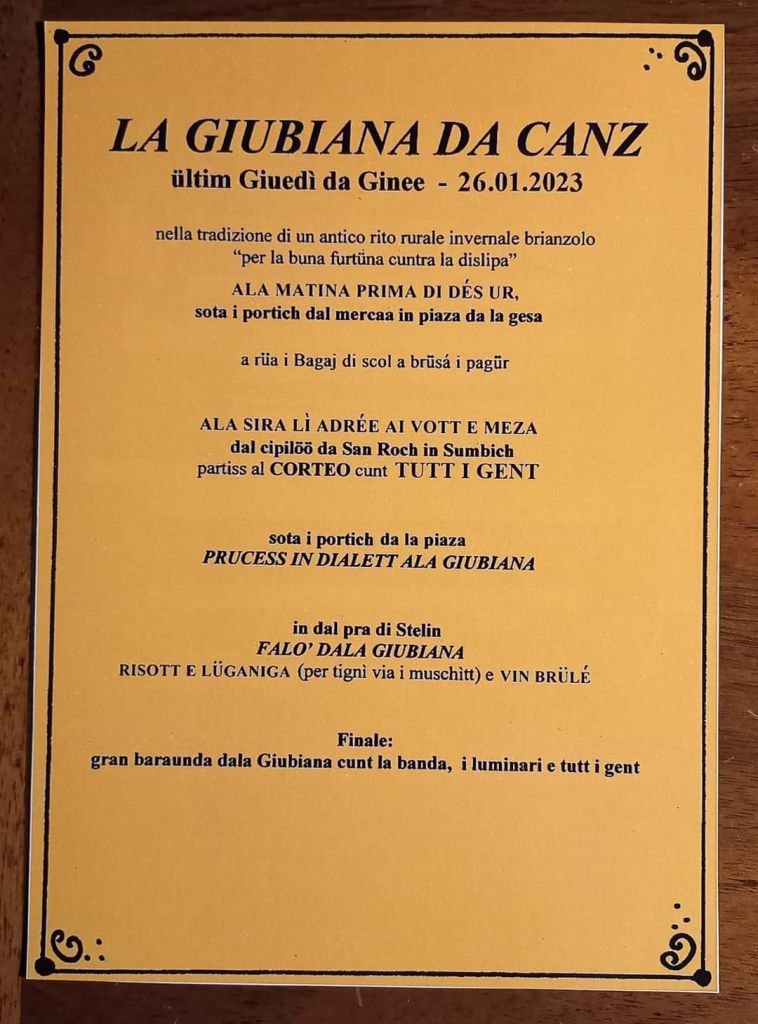 LA GIUBIANA DA CANZ
ültim Giuedì da Ginee - 26.01.2023
nella tradizione di un antico rito rurale invernale brianzolo
“per la buna furtüna cuntra la dislipa”
ALA MATINA PRIMA DI DÉS UR,
sota i portich dal mercaa in piaza da la gesa
a rüa i Bagaj di scol a brüsá i pagür
ALA SIRA LÌ ADRÉE AI VOTT E MEZA
dal cipilöö da San Roch in Sumbich
partiss al CORTEO cunt TUTT I GENT
sota i portich da la piaza
PRUCESS IN DIALETT ALA GIUBIANA
in dal pra di Stelin
FALO’ DALA GIUBIANA
RISOTT E LÜGANIGA (per tignì via i muschìtt) e VIN BRÜLÉ
Finale:
gran baraunda dala Giubiana cunt la banda, i luminari e tutt i gent